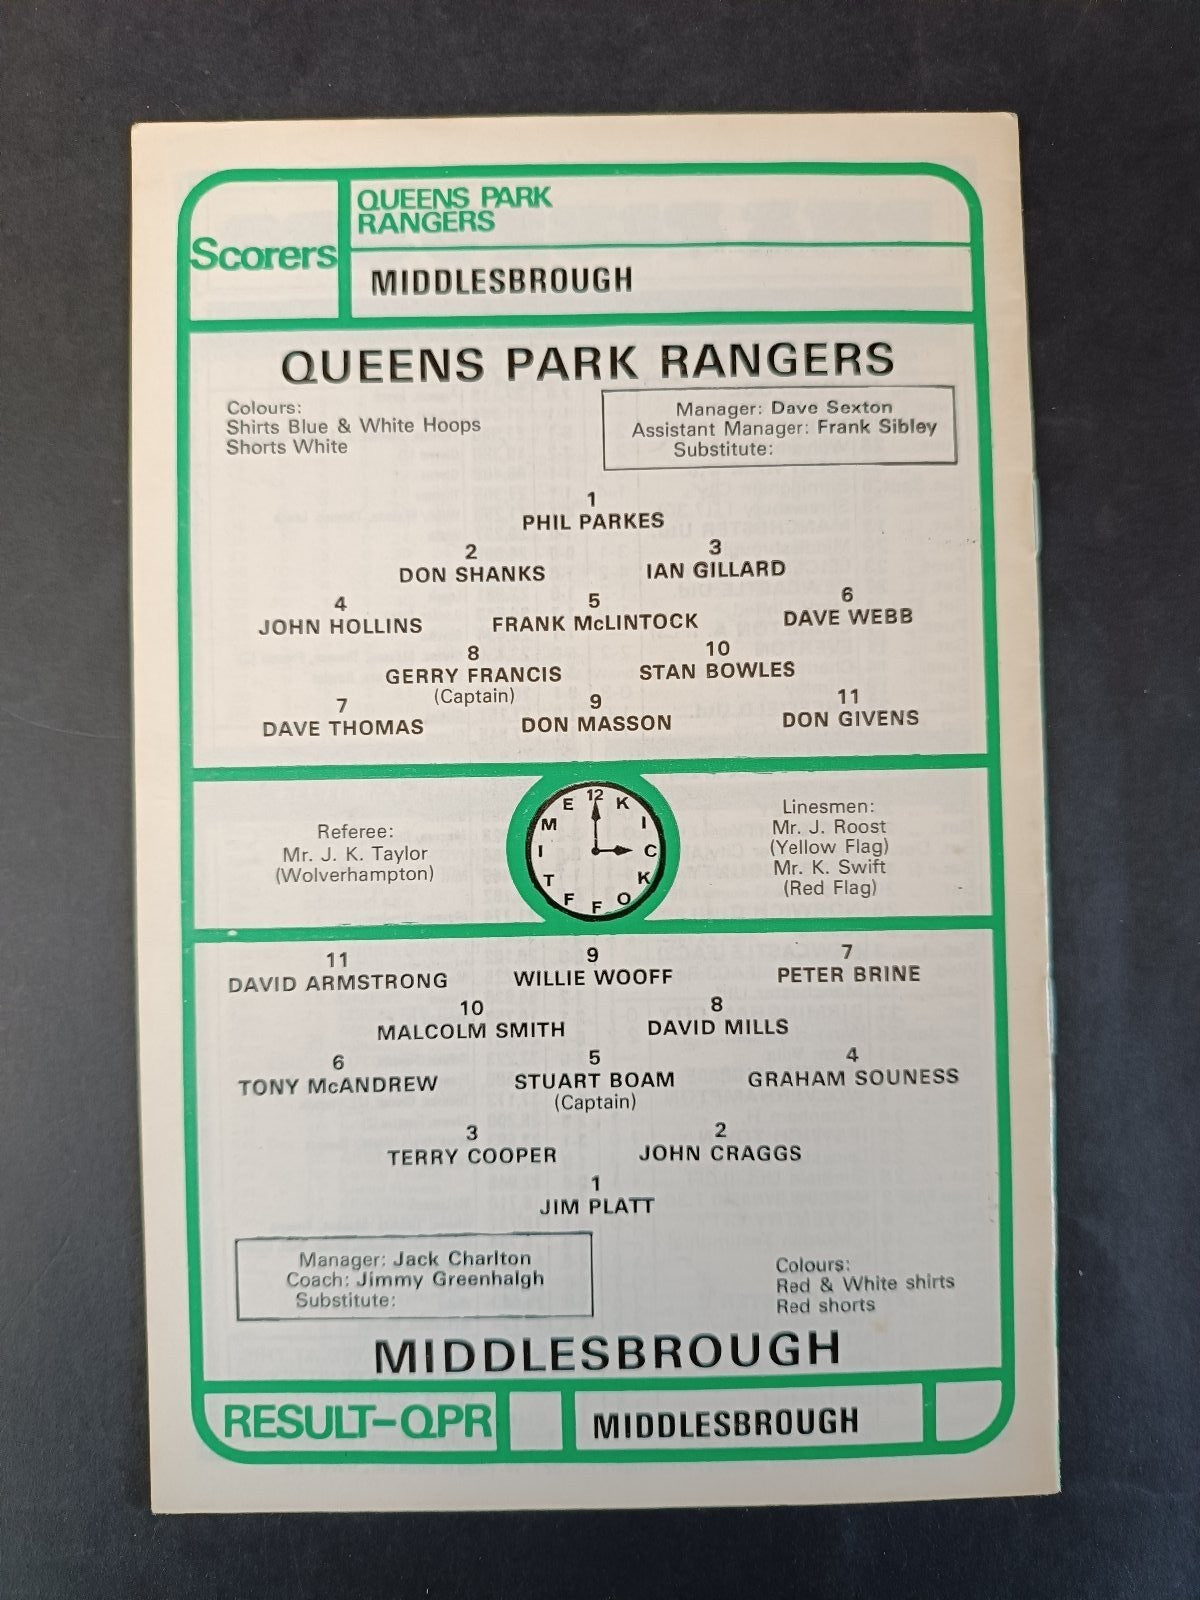 Scorers
QUEENS PARK
RANGERS
MIDDLESBROUGH
QUEENS PARK RANGERS
Colours:
Shirts Blue & White Hoops
Shorts White
Manager: Dave Sexton
Assistant Manager: Frank Sibley
Substitute:
1
PHIL PARKES
2
DON SHANKS
3
IAN GILLARD
4
JOHN HOLLINS
5
FRANK McLINTOCK
6
DAVE WEBB
8
GERRY FRANCIS
(Captain)
10
STAN BOWLES
7
DAVE THOMAS
9
DON MASSON
11
DON GIVENS
Referee:
Mr. J. K. Taylor
(Wolverhampton)
12 K I C K O F F T I M E
Linesmen:
Mr. J. Roost
(Yellow Flag)
Mr. K. Swift
(Red Flag)
11
DAVID ARMSTRONG
9
WILLIE WOOFF
7
PETER BRINE
10
MALCOLM SMITH
8
DAVID MILLS
6
TONY McANDREW
5
STUART BOAM
(Captain)
4
GRAHAM SOUNESS
3
TERRY COOPER
2
JOHN CRAGGS
1
JIM PLATT
Manager: Jack Charlton
Coach: Jimmy Greenhalgh
Substitute:
Colours:
Red & White shirts
Red shorts
MIDDLESBROUGH
RESULT-QPR
MIDDLESBROUGH